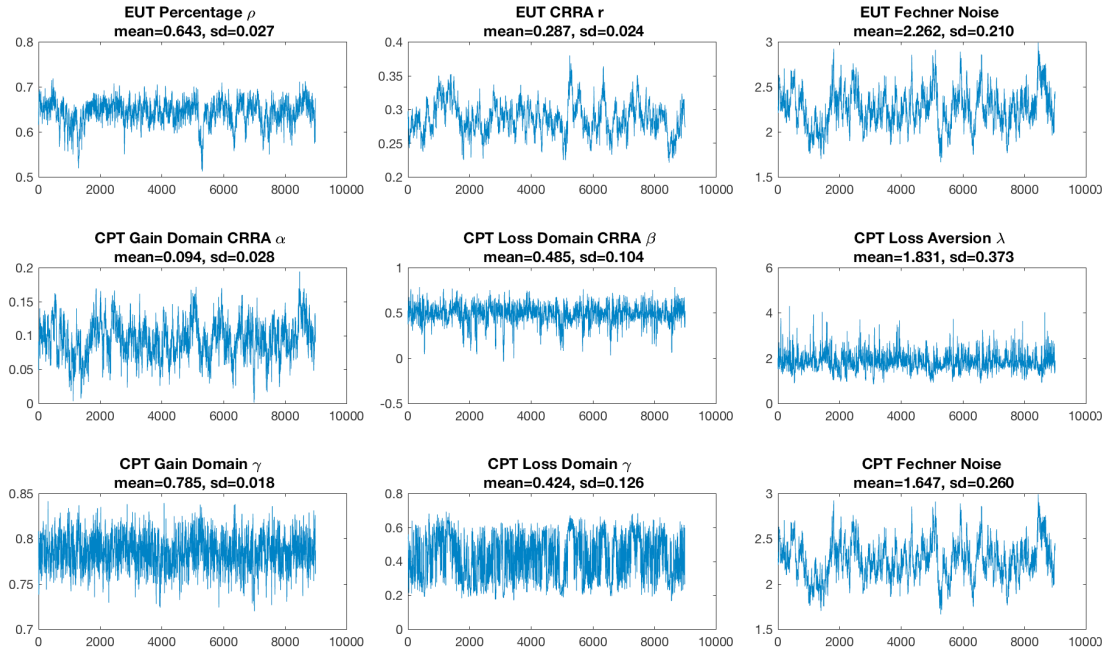 EUT Percentage ρ
mean=0.643, sd=0.027
0.8
0.7
0.6
0.5
0 2000 4000 6000 8000 10000
EUT CRRA r
mean=0.287, sd=0.024
0.4
0.35
0.3
0.25
0.2
0 2000 4000 6000 8000 10000
EUT Fechner Noise
mean=2.262, sd=0.210
3
2.5
2
1.5
0 2000 4000 6000 8000 10000
CPT Gain Domain CRRA α
mean=0.094, sd=0.028
0.2
0.15
0.1
0.05
0
0 2000 4000 6000 8000 10000
CPT Loss Domain CRRA β
mean=0.485, sd=0.104
1
0.5
0
-0.5
0 2000 4000 6000 8000 10000
CPT Loss Aversion λ
mean=1.831, sd=0.373
6
4
2
0
0 2000 4000 6000 8000 10000
CPT Gain Domain γ
mean=0.785, sd=0.018
0.85
0.8
0.75
0.7
0 2000 4000 6000 8000 10000
CPT Loss Domain γ
mean=0.424, sd=0.126
0.8
0.6
0.4
0.2
0
0 2000 4000 6000 8000 10000
CPT Fechner Noise
mean=1.647, sd=0.260
3
2.5
2
1.5
0 2000 4000 6000 8000 10000